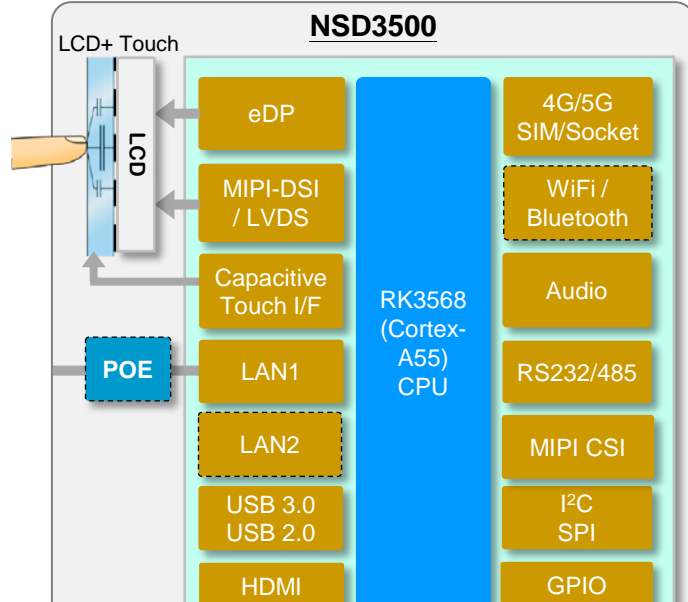 NSD3500
LCD+ Touch
LCD
eDP
MIPI-DSI
/ LVDS
Capacitive
Touch I/F
POE
LAN1
LAN2
USB 3.0
USB 2.0
HDMI
RK3568
(Cortex-
A55)
CPU
4G/5G
SIM/Socket
WiFi /
Bluetooth
Audio
RS232/485
MIPI CSI
I²C
SPI
GPIO